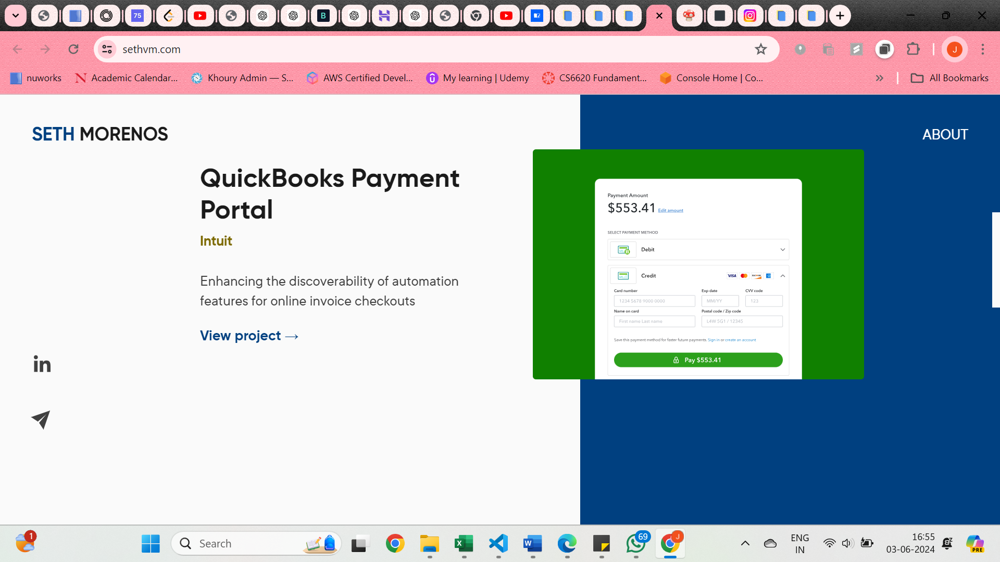 75
B
sethvm.com
J
nuworks
Academic Calendar...
Khoury Admin — S...
AWS Certified Devel...
My learning | Udemy
CS6620 Fundament...
Console Home | Co...
All Bookmarks
SETH MORENOS
ABOUT
QuickBooks Payment
Portal
Intuit
Enhancing the discoverability of automation
features for online invoice checkouts
View project →
in
Payment Amount
$553.41 Edit amount
SELECT PAYMENT METHOD
Debit
Credit
VISA
DISCOVER
Card number
Exp date
CVV code
1234 5678 9000 0000
MM/YY
123
Name on card
Postal code / Zip code
First name Last name
L4W 5G1 / 12345
Save this payment method for faster future payments. Sign in or create an account
Pay $553.41
1
Search
69
J
ENG
IN
16:55
03-06-2024
PRE